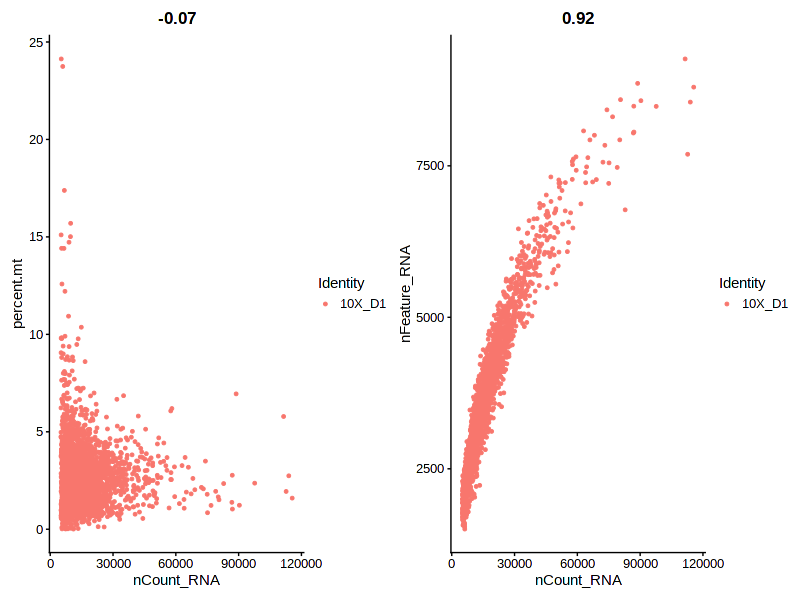 -0.07
percent.mt
25
20
15
10
5
0
0 30000 60000 90000 120000
nCount_RNA
Identity
10X_D1
0.92
nFeature_RNA
7500
5000
2500
0 30000 60000 90000 120000
nCount_RNA
Identity
10X_D1